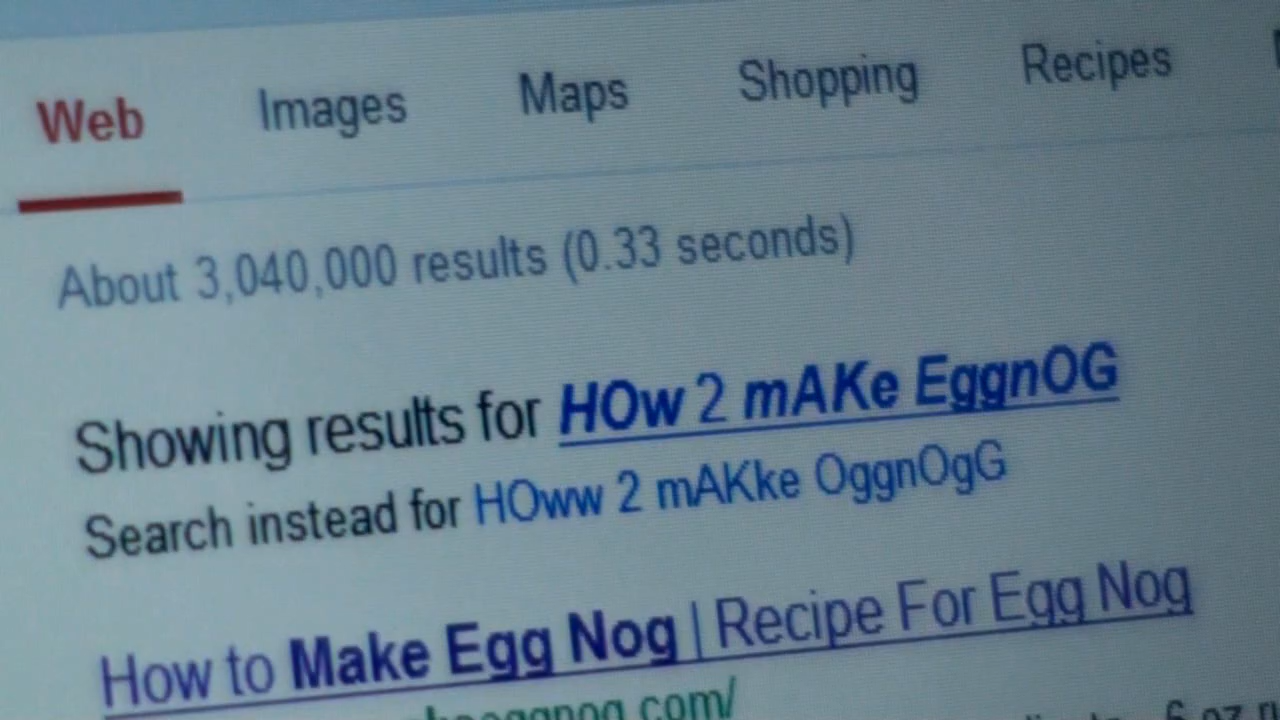 Web Images Maps Shopping Recipes
About 3,040,000 results (0.33 seconds)
Showing results for HOw 2 mAKe EggnOG
Search instead for HOww 2 mAKke OggnOgG
How to Make Egg Nog | Recipe For Egg Nog